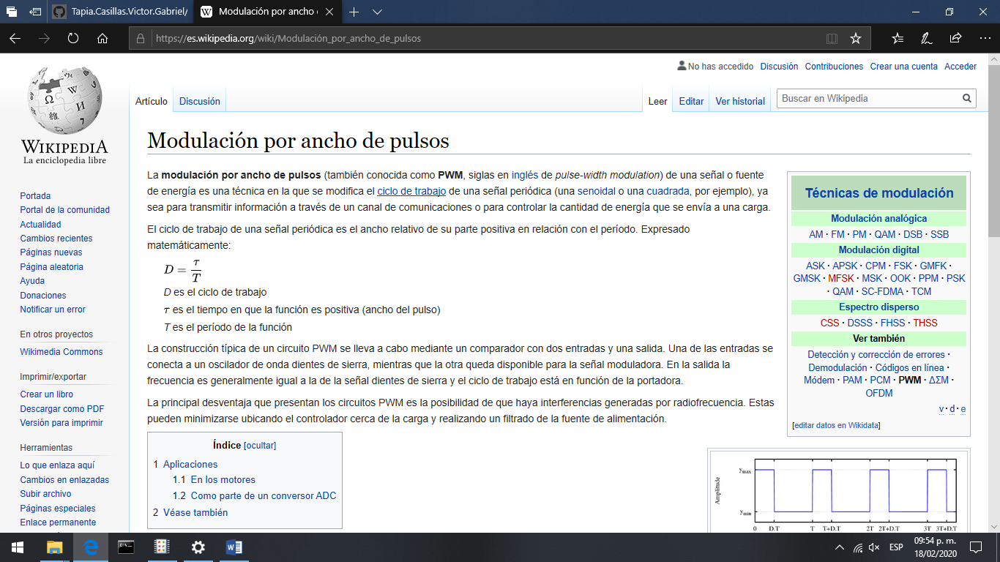 Tapia.Casillas.Victor.Gabriel/
Modulación por ancho
https://es.wikipedia.org/wiki/Modulación_por_ancho_de_pulsos
No has accedido Discusión Contribuciones Crear una cuenta Acceder
Artículo Discusión Leer Editar Ver historial Buscar en Wikipedia
WIKIPEDIA
La enciclopedia libre
Portada
Portal de la comunidad
Actualidad
Cambios recientes
Páginas nuevas
Página aleatoria
Ayuda
Donaciones
Notificar un error
En otros proyectos
Wikimedia Commons
Imprimir/exportar
Crear un libro
Descargar como PDF
Versión para imprimir
Herramientas
Lo que enlaza aquí
Cambios en enlazadas
Subir archivo
Páginas especiales
Enlace permanente
Modulación por ancho de pulsos
La modulación por ancho de pulsos (también conocida como PWM, siglas en inglés de pulse-width modulation) de una señal o fuente
de energía es una técnica en la que se modifica el ciclo de trabajo de una señal periódica (una senoidal o una cuadrada, por ejemplo), ya
sea para transmitir información a través de un canal de comunicaciones o para controlar la cantidad de energía que se envía a una carga.
El ciclo de trabajo de una señal periódica es el ancho relativo de su parte positiva en relación con el período. Expresado
matemáticamente:
D = τ/T
D es el ciclo de trabajo
τ es el tiempo en que la función es positiva (ancho del pulso)
T es el período de la función
La construcción típica de un circuito PWM se lleva a cabo mediante un comparador con dos entradas y una salida. Una de las entradas se
conecta a un oscilador de onda dientes de sierra, mientras que la otra queda disponible para la señal moduladora. En la salida la
frecuencia es generalmente igual a la de la señal dientes de sierra y el ciclo de trabajo está en función de la portadora.
La principal desventaja que presentan los circuitos PWM es la posibilidad de que haya interferencias generadas por radiofrecuencia. Estas
pueden minimizarse ubicando el controlador cerca de la carga y realizando un filtrado de la fuente de alimentación.
Índice [ocultar]
1 Aplicaciones
1.1 En los motores
1.2 Como parte de un conversor ADC
2 Véase también
Técnicas de modulación
Modulación analógica
AM · FM · PM · QAM · DSB · SSB
Modulación digital
ASK · APSK · CPM · FSK · GMFK ·
GMSK · MFSK · MSK · OOK · PPM · PSK
· QAM · SC-FDMA · TCM
Espectro disperso
CSS · DSSS · FHSS · THSS
Ver también
Detección y corrección de errores ·
Demodulación · Códigos en línea ·
Módem · PAM · PCM · PWM · ΔΣM ·
OFDM
v · d · e
[editar datos en Wikidata]
Amplitude
ymax
ymin
0 D.T T T+D.T 2T 2T+D.T 3T 3T+D.T
ESP
09:54 p. m.
18/02/2020